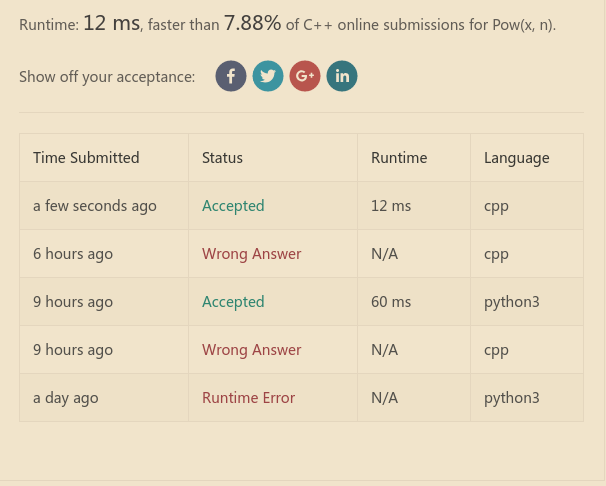 Runtime: 12 ms, faster than 7.88% of C++ online submissions for Pow(x, n).
Show off your acceptance: f G+ in
Time Submitted Status Runtime Language
a few seconds ago Accepted 12 ms cpp
6 hours ago Wrong Answer N/A cpp
9 hours ago Accepted 60 ms python3
9 hours ago Wrong Answer N/A cpp
a day ago Runtime Error N/A python3